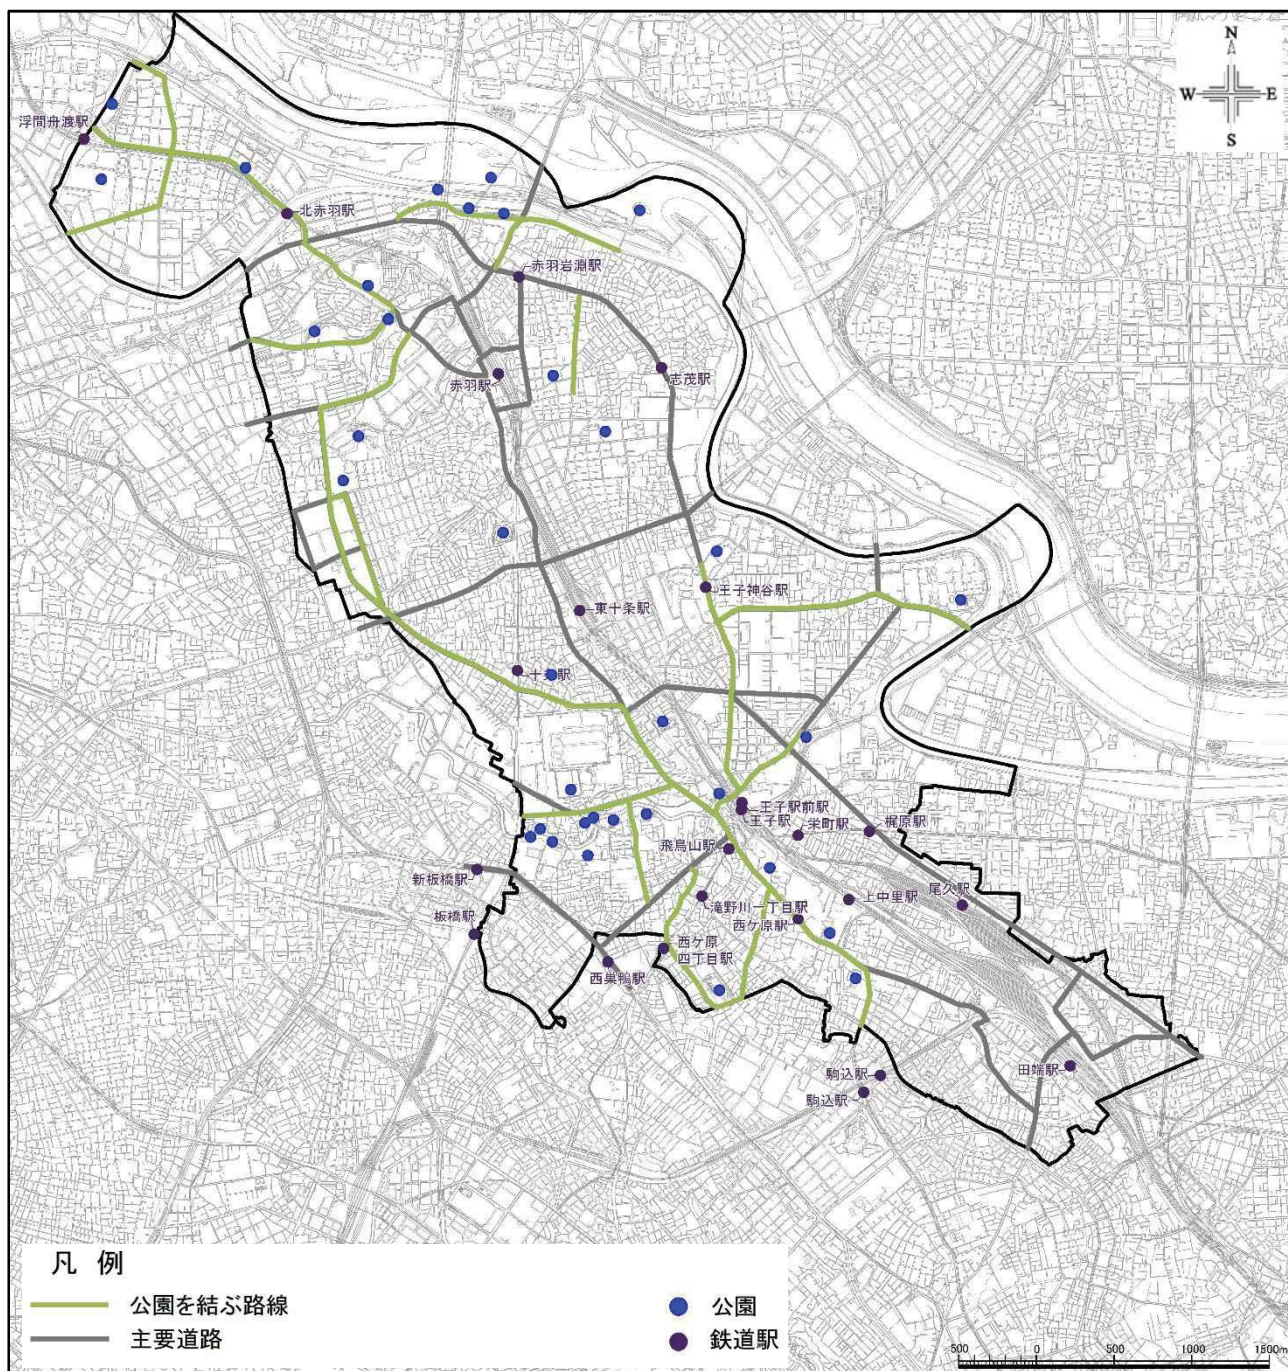 N
W E
S
浮間舟渡駅
北赤羽駅
赤羽岩淵駅
赤羽駅
志茂駅
王子神谷駅
東十条駅
十条駅
王子駅前駅
王子駅
栄町駅
梶原駅
飛鳥山駅
新板橋駅
滝野川一丁目駅
上中里駅
尾久駅
板橋駅
西ケ原駅
西ケ原
四丁目駅
西巣鴨駅
駒込駅
田端駅
駒込駅
凡 例
公園を結ぶ路線
公園
主要道路
鉄道駅
500 0 500 1000 1500